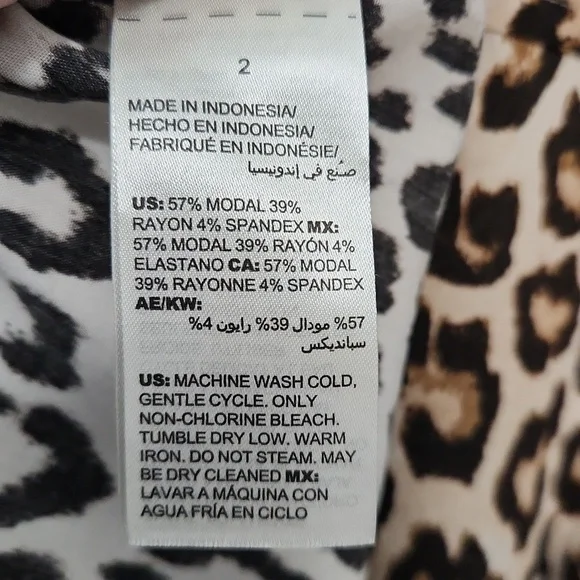 2
MADE IN INDONESIA/
HECHO EN INDONESIA/
FABRIQUÉ EN INDONÉSIE/
صُنع في إندونيسيا
US: 57% MODAL 39%
RAYON 4% SPANDEX MX:
57% MODAL 39% RAYÓN 4%
ELASTANO CA: 57% MODAL
39% RAYONNE 4% SPANDEX
AE/KW:
57% مودال 39% رايون 4%
سبانديكس
US: MACHINE WASH COLD,
GENTLE CYCLE. ONLY
NON-CHLORINE BLEACH.
TUMBLE DRY LOW. WARM
IRON. DO NOT STEAM. MAY
BE DRY CLEANED MX:
LAVAR A MÁQUINA CON
AGUA FRÍA EN CICLO